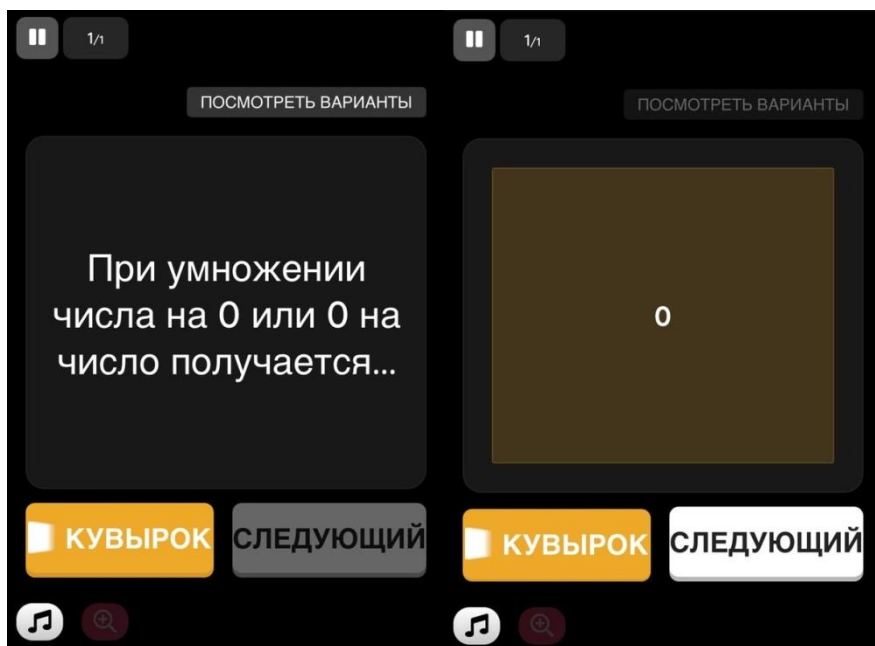 1/1
ПОСМОТРЕТЬ ВАРИАНТЫ
При умножении
числа на 0 или 0 на
число получается...
КУВЫРОК
СЛЕДУЮЩИЙ
1/1
ПОСМОТРЕТЬ ВАРИАНТЫ
0
КУВЫРОК
СЛЕДУЮЩИЙ